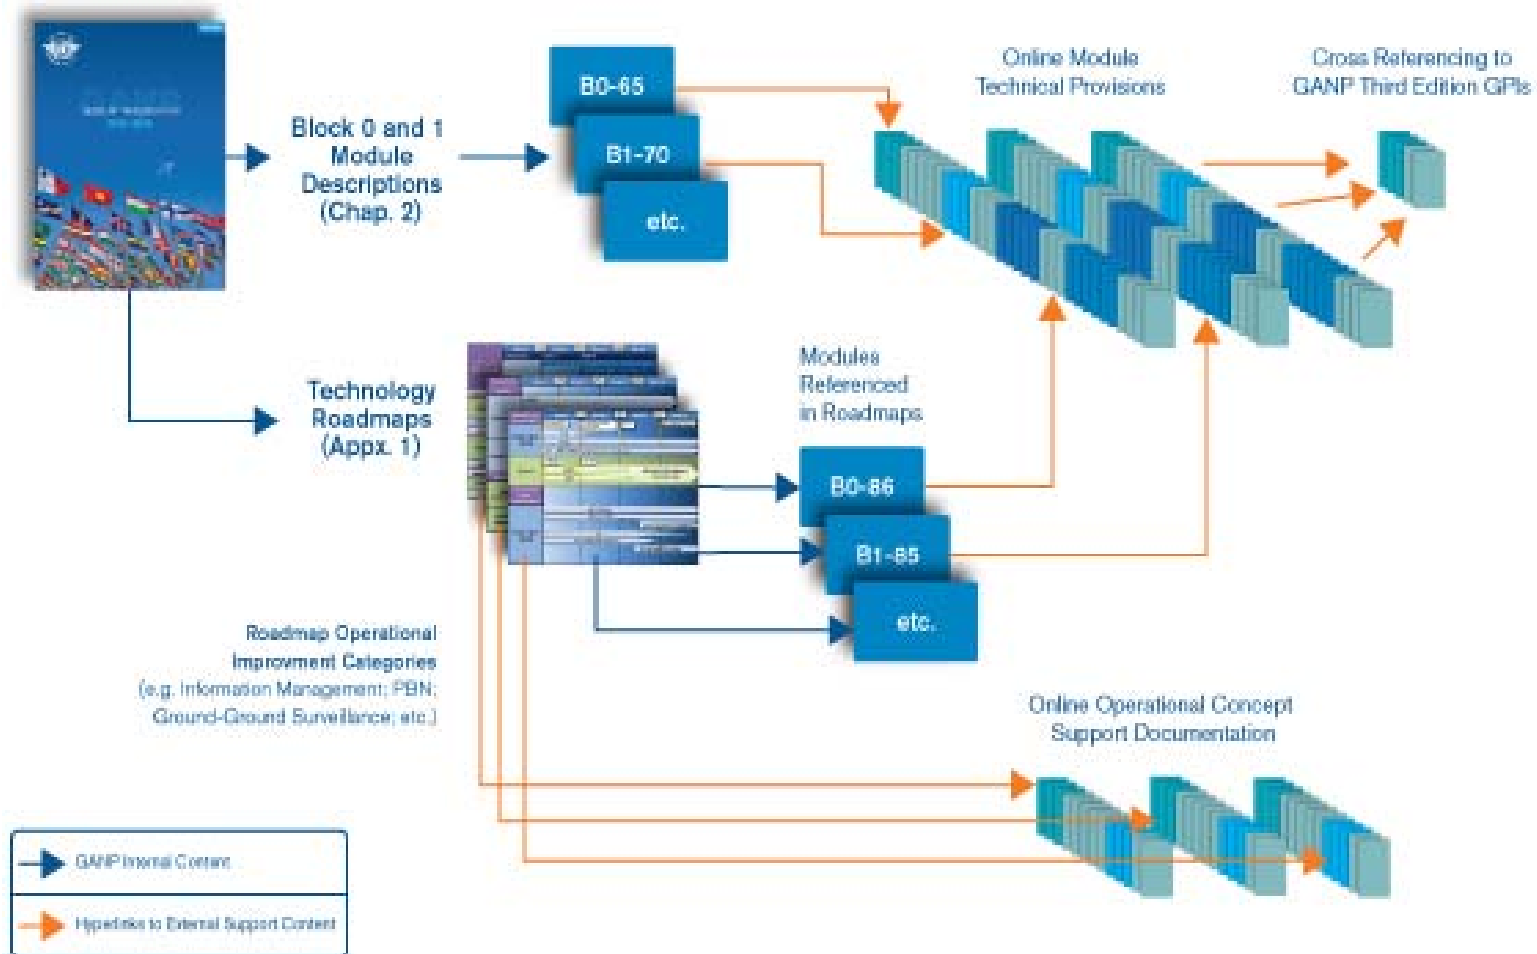 Block 0 and 1
Module
Descriptions
(Chap. 2)
B0-65
B1-70
etc.
Online Module
Technical Provisions
Cross Referencing to
GANP Third Edition GPIs
Technology
Roadmaps
(Appx. 1)
Modules
Referenced
in Roadmaps
B0-86
B1-85
etc.
Roadmap Operational
Improvment Categories
(e.g. Information Management; PBN;
Ground-Ground Surveillance; etc.)
Online Operational Concept
Support Documentation
GANP Internal Content
Hyperlinks to External Support Content